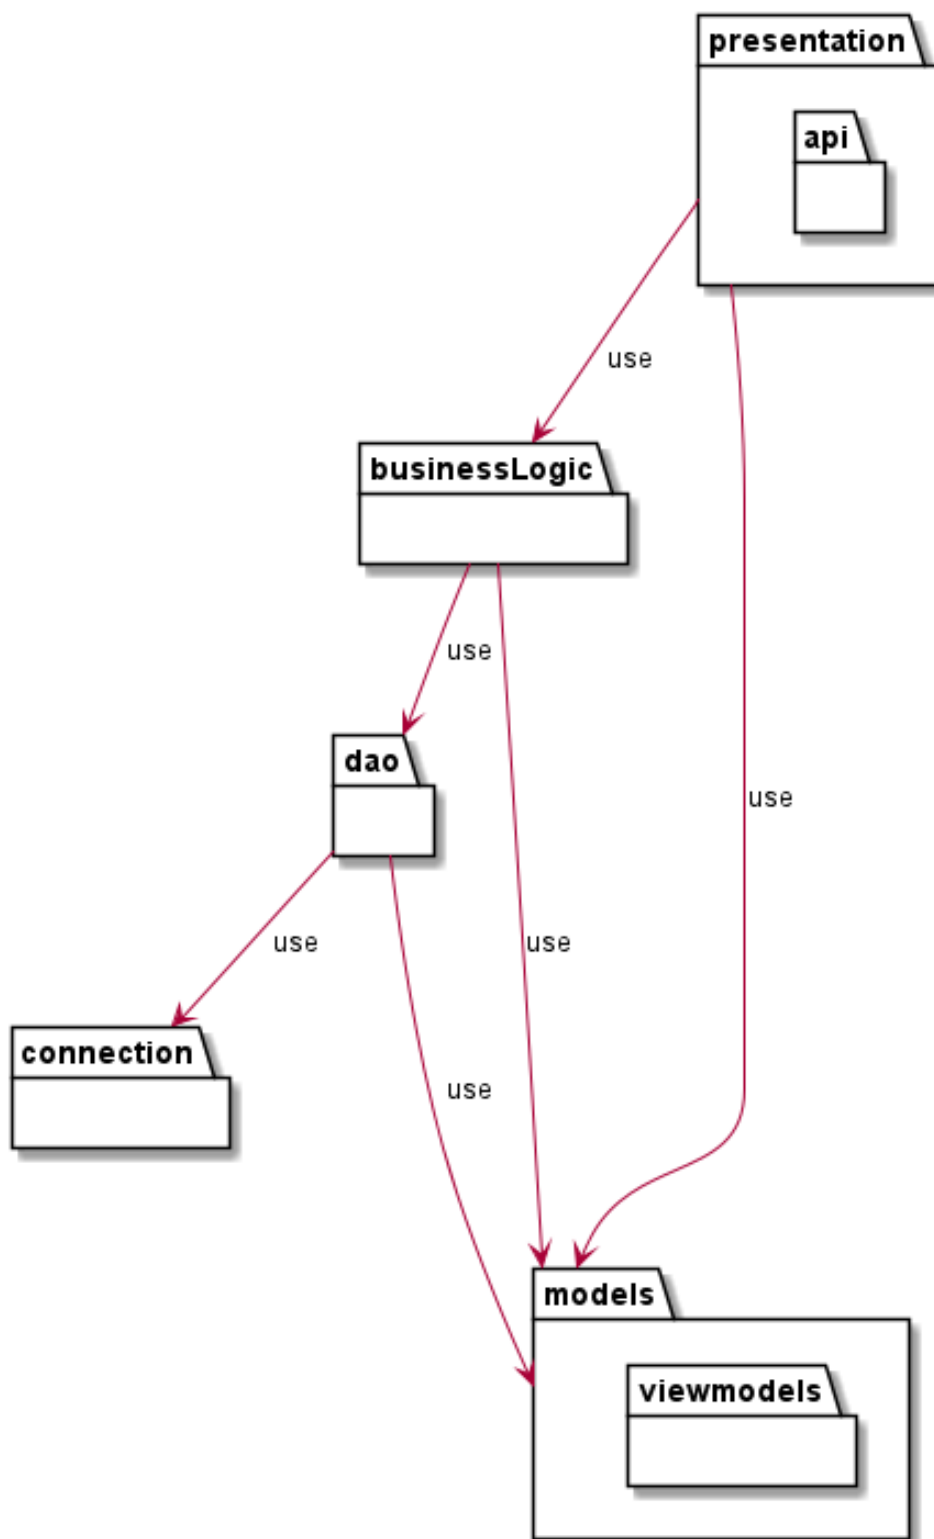 presentation
api
use
businessLogic
use
dao
use
use
use
connection
use
models
viewmodels